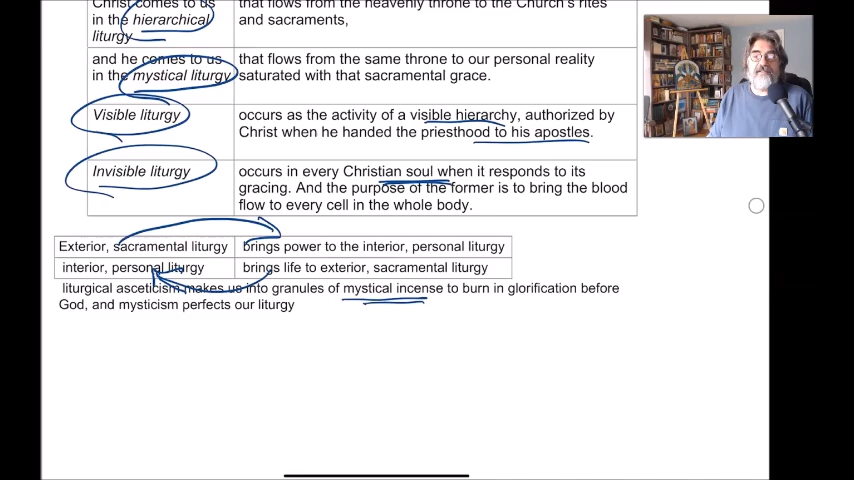 Christ comes to us that flows from the heavenly throne to the Church's rites
in the hierarchical and sacraments,
liturgy
and he comes to us that flows from the same throne to our personal reality
in the mystical liturgy saturated with that sacramental grace.
Visible liturgy occurs as the activity of a visible hierarchy, authorized by
Christ when he handed the priesthood to his apostles.
Invisible liturgy occurs in every Christian soul when it responds to its
gracing. And the purpose of the former is to bring the blood
flow to every cell in the whole body.
Exterior, sacramental liturgy brings power to the interior, personal liturgy
interior, personal liturgy brings life to exterior, sacramental liturgy
liturgical asceticism makes us into granules of mystical incense to burn in glorification before
God, and mysticism perfects our liturgy